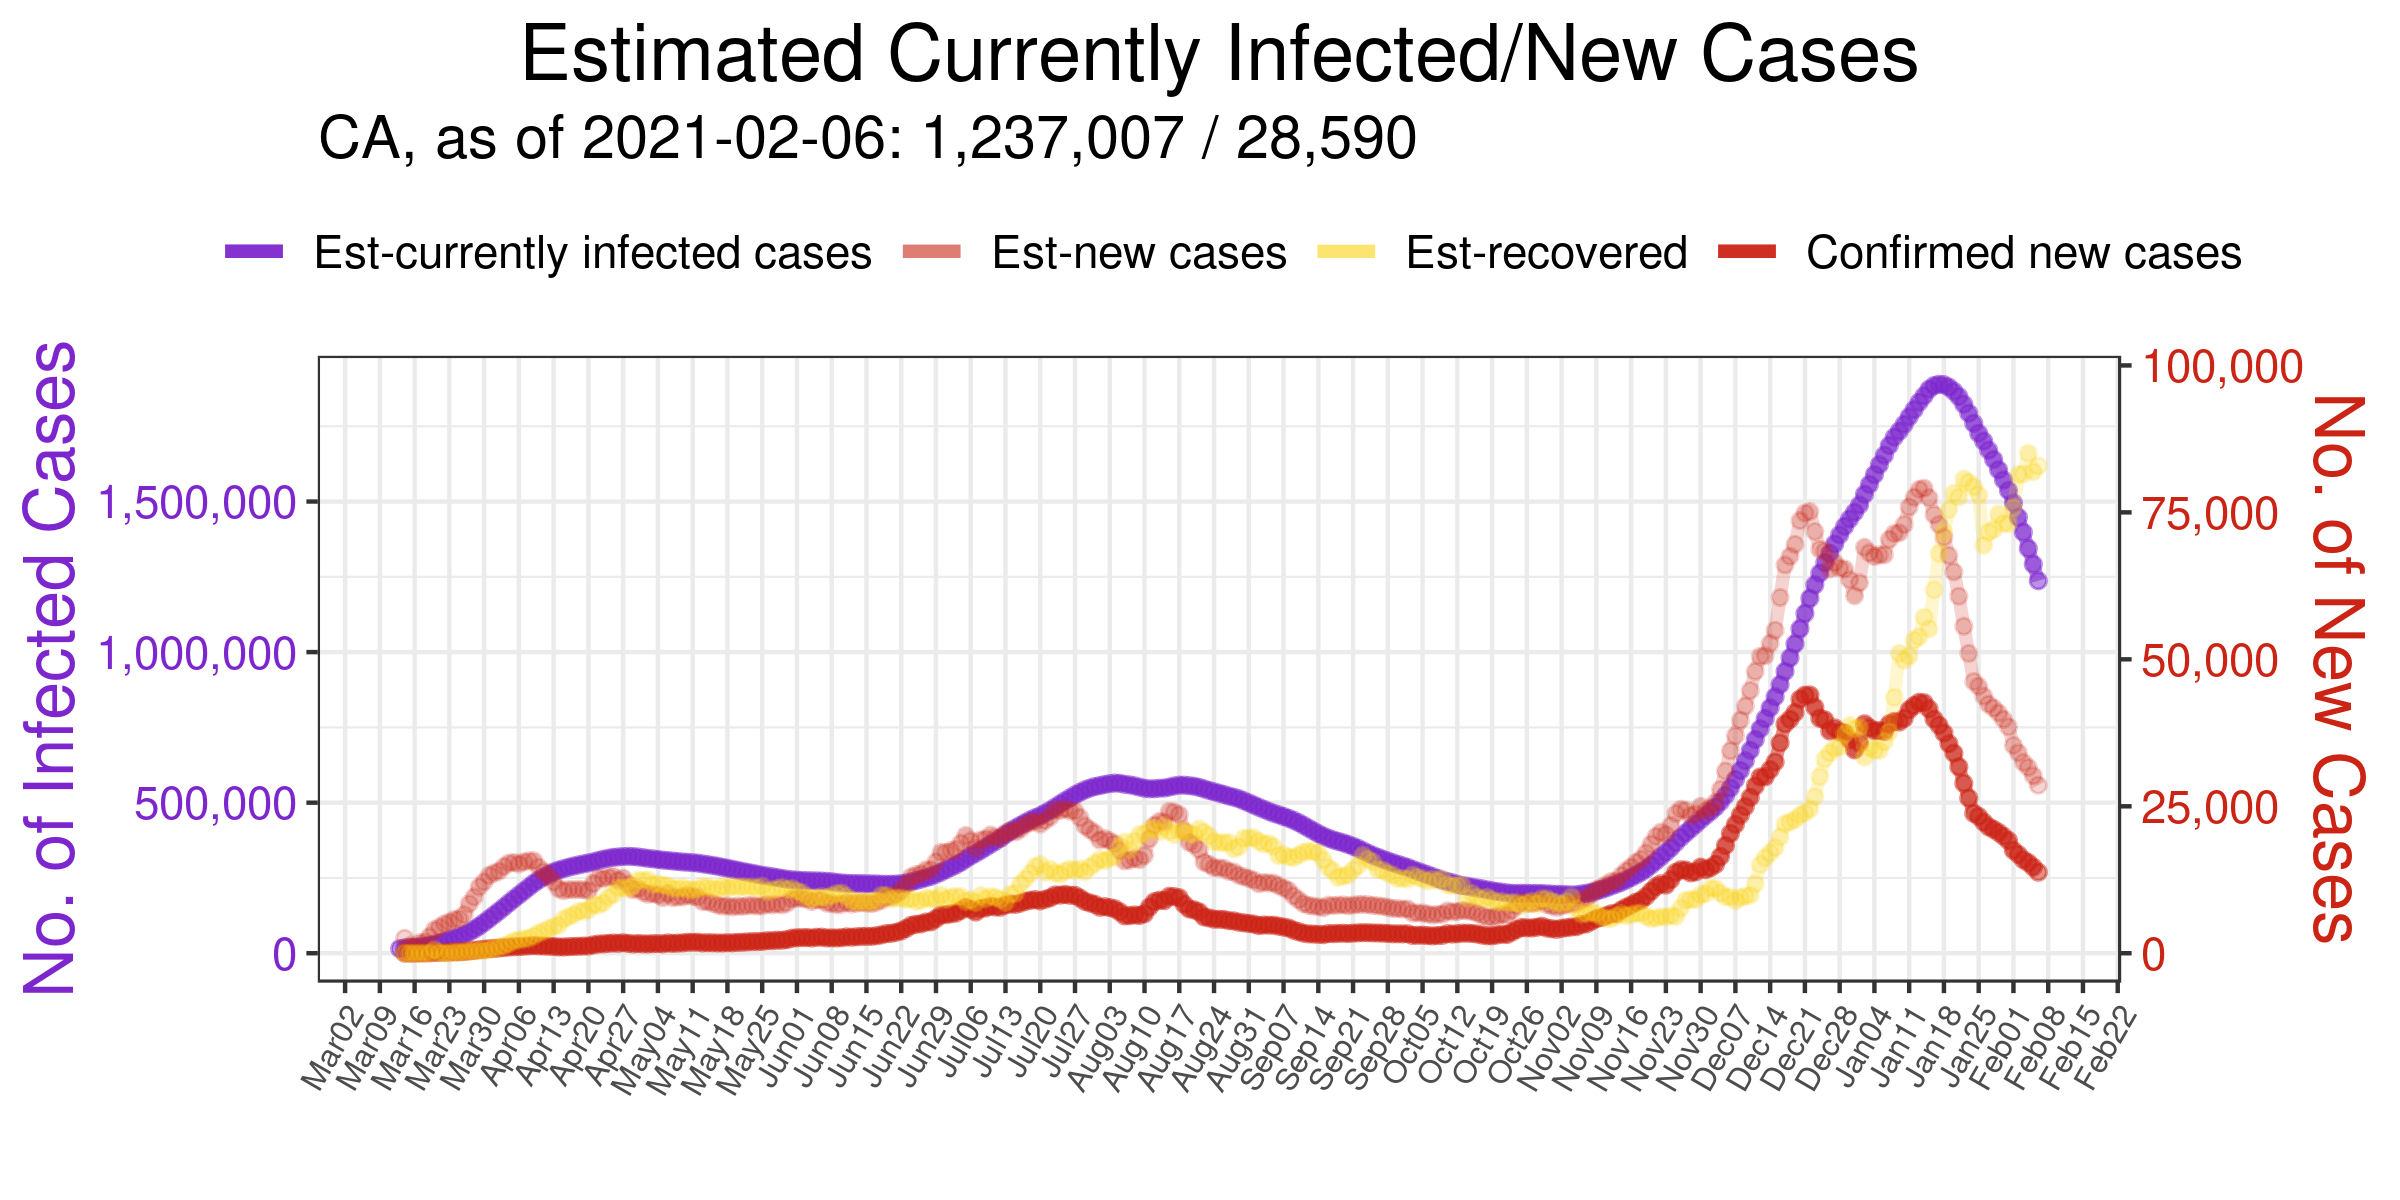 Estimated Currently Infected/New Cases
CA, as of 2021-02-06: 1,237,007 / 28,590
Est-currently infected cases Est-new cases Est-recovered Confirmed new cases
No. of Infected Cases
1,500,000
1,000,000
500,000
0
100,000
75,000
50,000
25,000
0
No. of New Cases
Mar02 Mar09 Mar16 Mar23 Mar30 Apr06 Apr13 Apr20 Apr27 May04 May11 May18 May25 Jun01 Jun08 Jun15 Jun22 Jun29 Jul06 Jul13 Jul20 Jul27 Aug03 Aug10 Aug17 Aug24 Aug31 Sep07 Sep14 Sep21 Sep28 Oct05 Oct12 Oct19 Oct26 Nov02 Nov09 Nov16 Nov23 Nov30 Dec07 Dec14 Dec21 Dec28 Jan04 Jan11 Jan18 Jan25 Feb01 Feb08 Feb15 Feb22